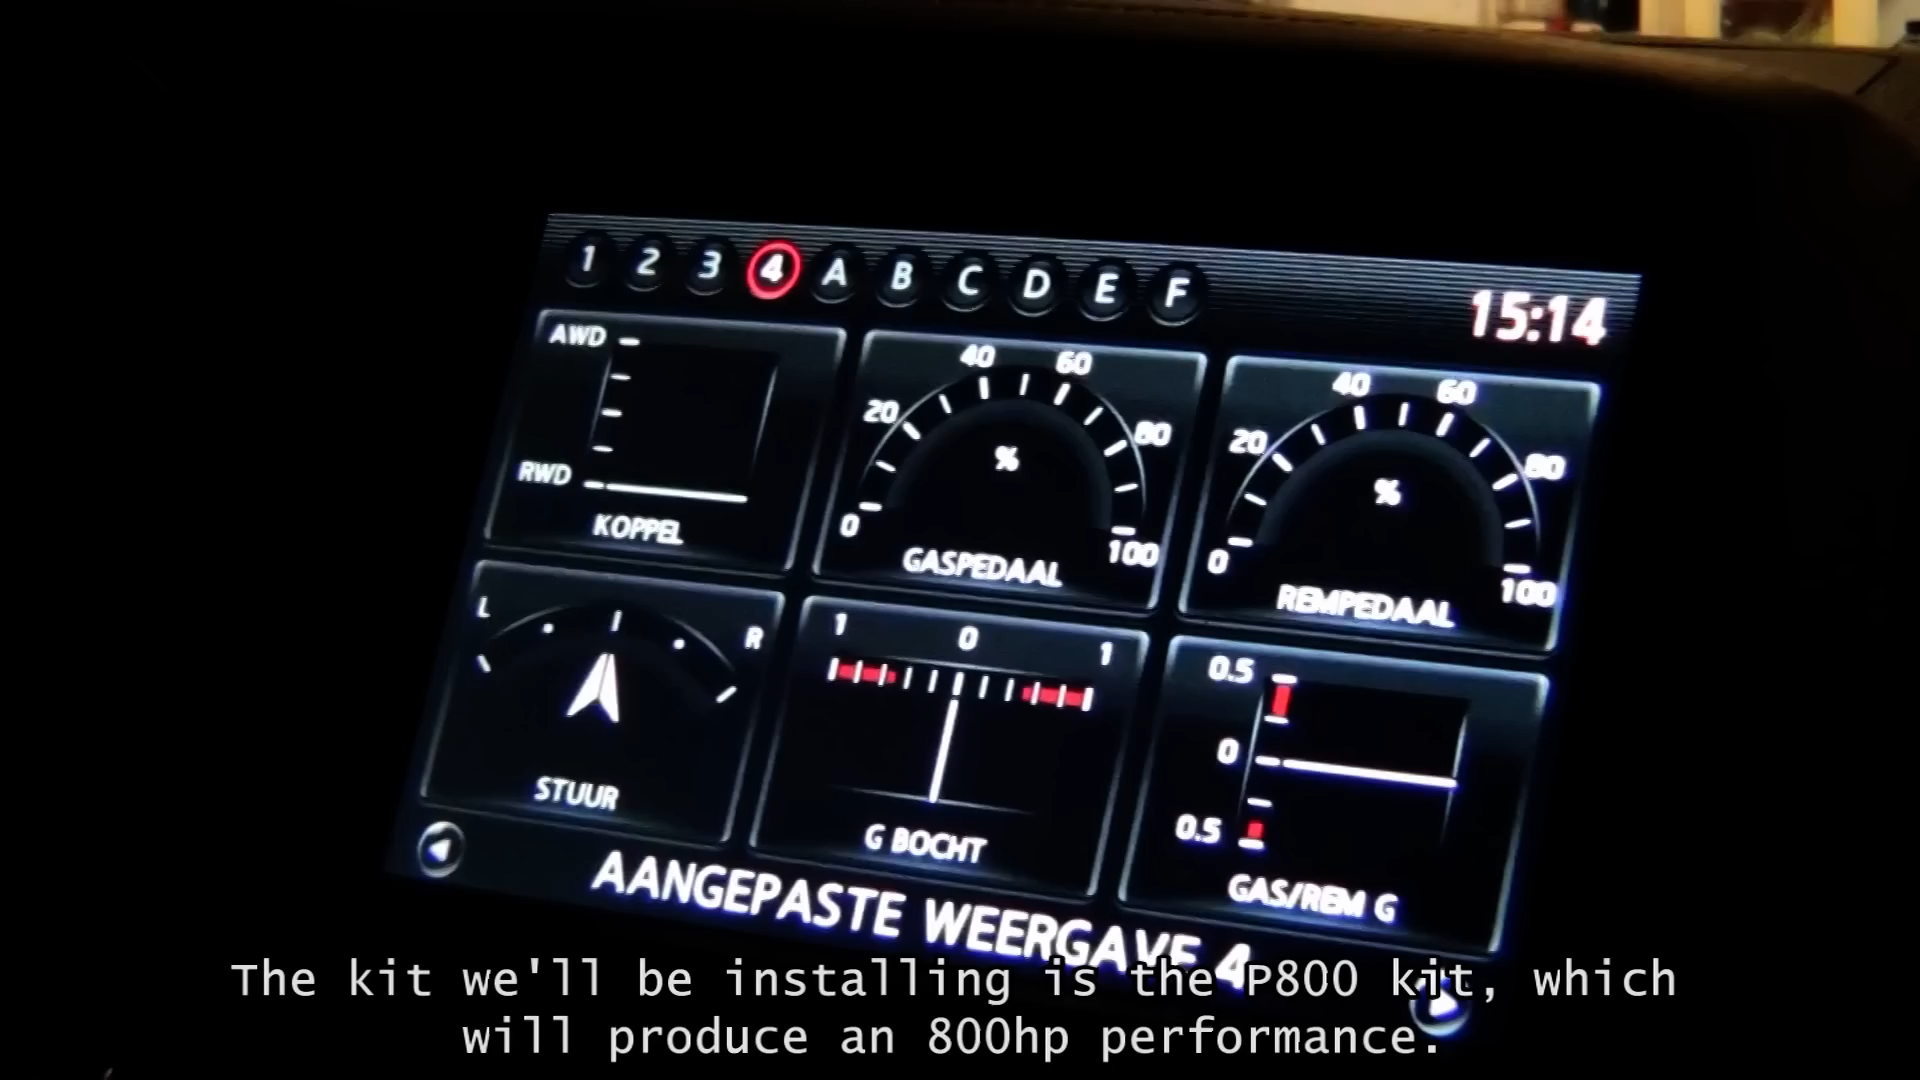 1 2 3 4 A B C D E F
15:14
AWD
RWD
KOPPEL
0 20 40 60 80 100
%
GASPEDAAL
0 20 40 60 80 100
%
REMPEDAAL
L R
STUUR
1 0 1
G BOCHT
0.5
0
0.5
GAS/REM G
AANGEPASTE WEERGAVE 4
The kit we'll be installing is the P800 kit, which
will produce an 800hp performance.